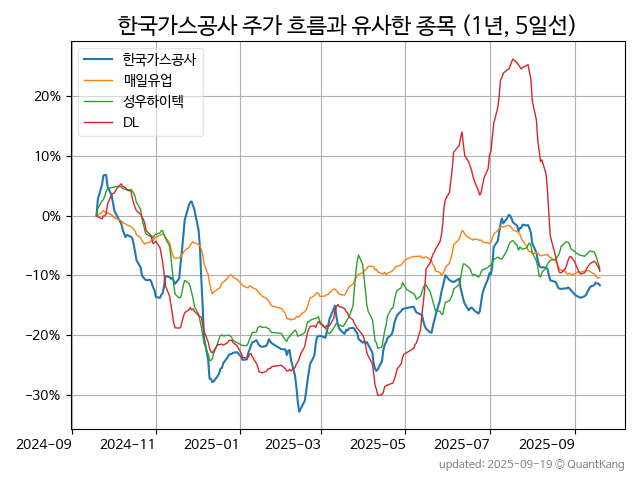 한국가스공사 주가 흐름과 유사한 종목 (1년, 5일선)
한국가스공사
매일유업
성우하이텍
DL
20%
10%
0%
−10%
−20%
−30%
2024-09 2024-11 2025-01 2025-03 2025-05 2025-07 2025-09
updated: 2025-09-19 © QuantKang